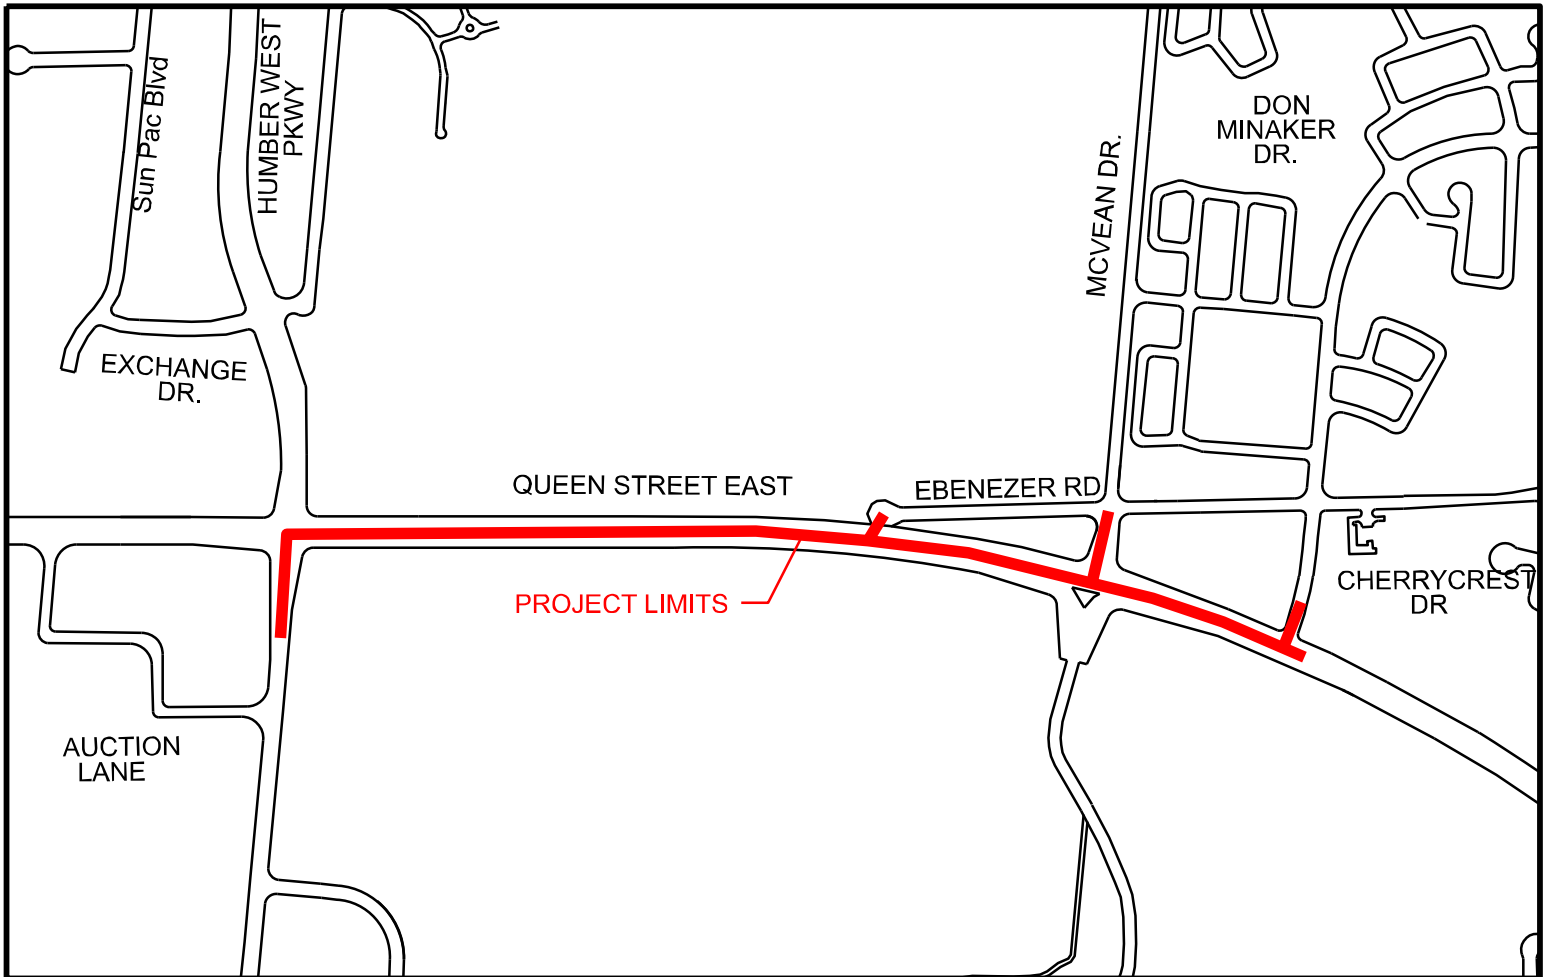 Sun Pac Blvd
HUMBER WEST
PKWY
DON
MINAKER
DR.
MCVEAN DR.
EXCHANGE
DR.
QUEEN STREET EAST
EBENEZER RD
PROJECT LIMITS
CHERRYCREST
DR
AUCTION
LANE